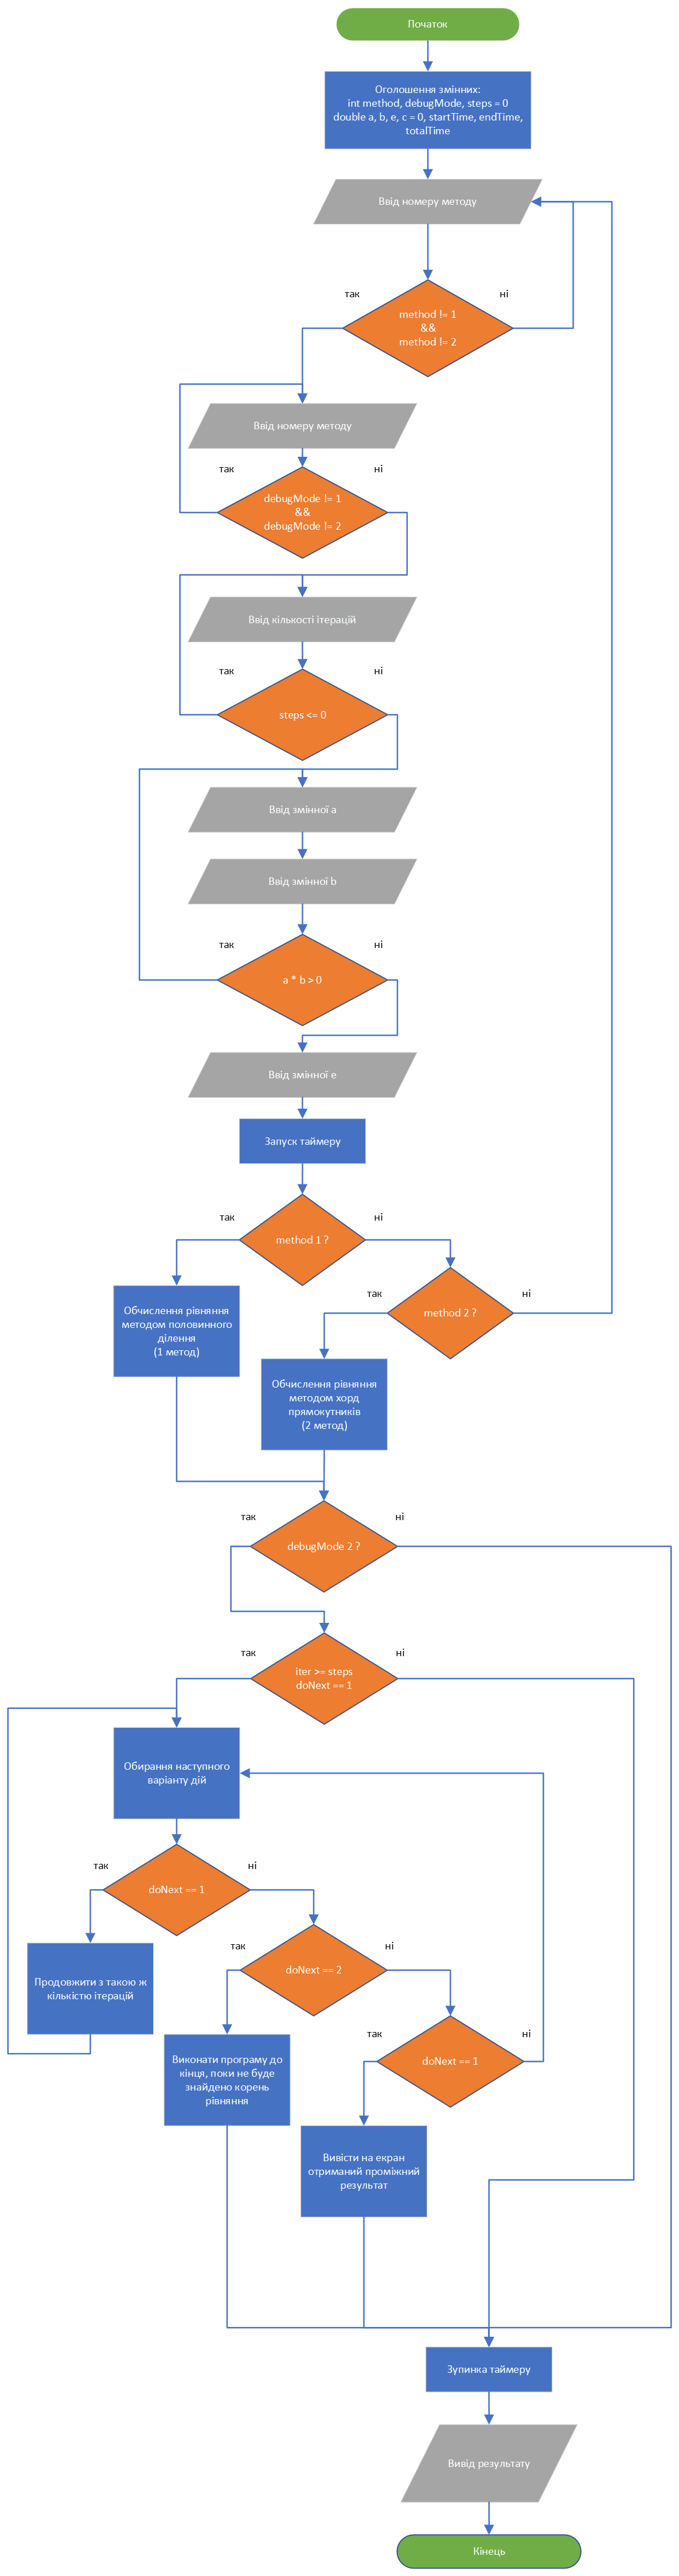 Початок
Оголошення змінних:
int method, debugMode, steps = 0
double a, b, e, c = 0, startTime, endTime,
totalTime
Ввід номеру методу
так
ні
method != 1
&&
method != 2
Ввід номеру методу
так
ні
debugMode != 1
&&
debugMode != 2
Ввід кількості ітерацій
так
ні
steps <= 0
Ввід змінної a
Ввід змінної b
так
ні
a * b > 0
Ввід змінної e
Запуск таймеру
так
ні
method 1 ?
так
ні
method 2 ?
Обчислення рівняння
методом половинного
ділення
(1 метод)
Обчислення рівняння
методом хорд
прямокутників
(2 метод)
так
ні
debugMode 2 ?
так
ні
iter >= steps
doNext == 1
Обирання наступного
варіанту дій
так
ні
doNext == 1
так
ні
doNext == 2
Продовжити з такою ж
кількістю ітерацій
так
ні
doNext == 1
Виконати програму до
кінця, поки не буде
знайдено корень
рівняння
Вивісти на екран
отриманий проміжний
результат
Зупинка таймеру
Вивід результату
Кінець